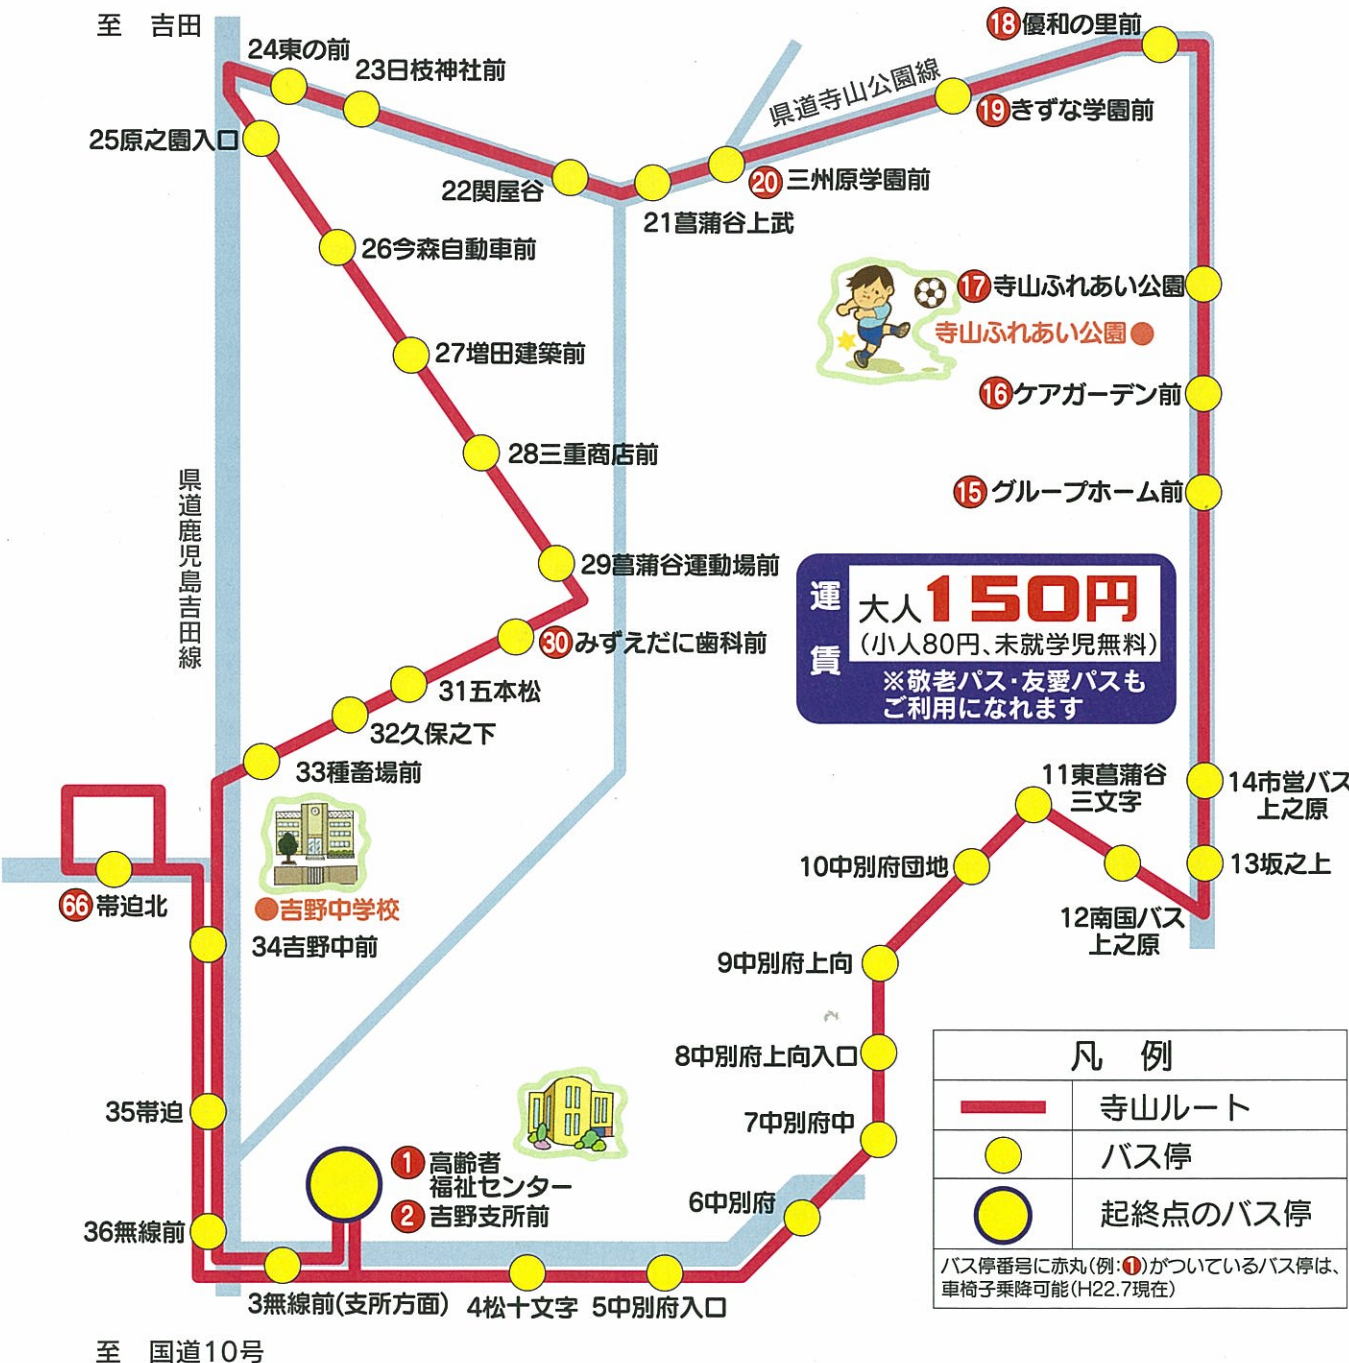 至 吉田
24東の前
23日枝神社前
25原之園入口
22関屋谷
県道寺山公園線
18優和の里前
19きずな学園前
20三州原学園前
21菖蒲谷上武
26今森自動車前
17寺山ふれあい公園
寺山ふれあい公園
27増田建築前
16ケアガーデン前
28三重商店前
15グループホーム前
県道鹿児島吉田線
29菖蒲谷運動場前
30みずえだに歯科前
31五本松
32久保之下
33種畜場前
運賃
大人150円
(小人80円、未就学児無料)
※敬老パス・友愛パスも
ご利用になれます
11東菖蒲谷
三文字
14市営バス
上之原
10中別府団地
13坂之上
12南国バス
上之原
66帯迫北
吉野中学校
34吉野中前
9中別府上向
8中別府上向入口
7中別府中
35帯迫
1高齢者
福祉センター
2吉野支所前
6中別府
36無線前
3無線前(支所方面)
4松十文字
5中別府入口
至 国道10号
凡 例
寺山ルート
バス停
起終点のバス停
バス停番号に赤丸(例:1)がついているバス停は、
車椅子乗降可能(H22.7現在)